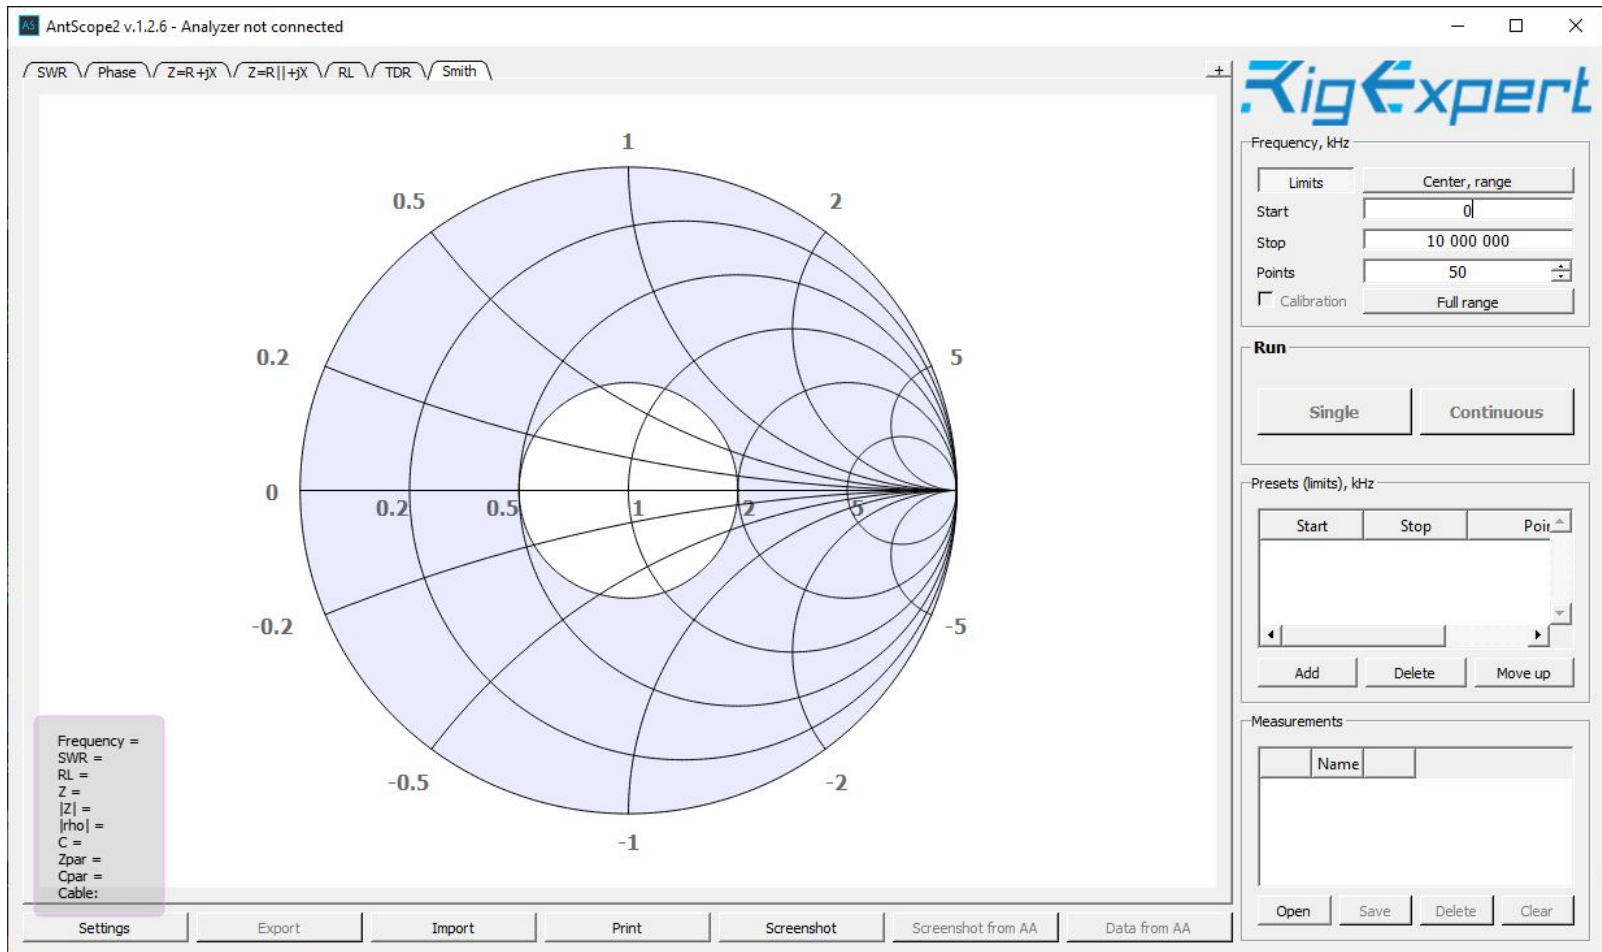 AS AntScope2 v.1.2.6 - Analyzer not connected
SWR Phase Z=R+jX Z=R||+jX RL TDR Smith +
RigExpert
1
0.5 2
0.2 5
0 0.2 0.5 1 2 5
-0.2 -5
-0.5 -2
-1
Frequency =
SWR =
RL =
Z =
|Z| =
|rho| =
C =
Zpar =
Cpar =
Cable:
Settings Export Import Print Screenshot Screenshot from AA Data from AA
Frequency, kHz
Limits Center, range
Start 0
Stop 10 000 000
Points 50
Calibration Full range
Run
Single Continuous
Presets (limits), kHz
Start Stop Poin
Add Delete Move up
Measurements
Name
Open Save Delete Clear